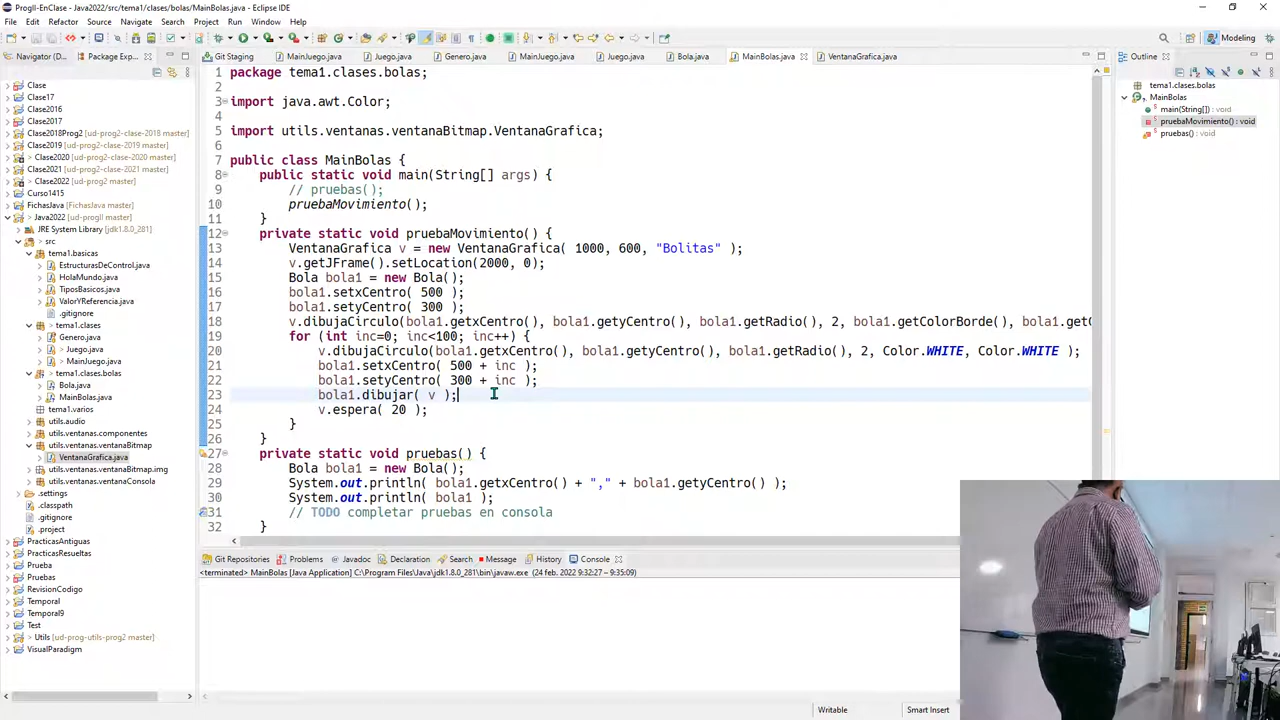 ProgII-EnClase - Java2022/src/tema1/clases/bolas/MainBolas.java - Eclipse IDE
File Edit Refactor Source Navigate Search Project Run Window Help
Modeling
Navigator (D...
Package Exp...
Clase
Clase17
Clase2016
Clase2017
Clase2018Prog2 [ud-prog2-clase-2018 master]
Clase2019 [ud-prog2-clase-2019 master]
> Clase2020 [ud-prog2-clase-2020 master]
Clase2021 [ud-prog2-clase-2021 master]
> Clase2022 [ud-prog2 master]
Curso1415
FichasJava [FichasJava master]
> Java2022 [ud-progII master]
JRE System Library [jdk1.8.0_281]
> src
tema1.basicas
EstructurasDeControl.java
HolaMundo.java
TiposBasicos.java
ValorYReferencia.java
.gitignore
> tema1.clases
Genero.java
> Juego.java
> MainJuego.java
> tema1.clases.bolas
Bola.java
MainBolas.java
tema1.varios
utils.audio
utils.ventanas.componentes
utils.ventanas.ventanaBitmap
VentanaGrafica.java
utils.ventanas.ventanaBitmap.img
utils.ventanas.ventanaConsola
.settings
.classpath
.gitignore
.project
PracticasAntiguas
PracticasResueltas
Prueba
Pruebas
RevisionCodigo
Temporal
Temporal9
Test
> Utils [ud-prog-utils-prog2 master]
VentanaParadigm
Git Staging
MainJuego.java
Juego.java
Genero.java
MainJuego.java
Juego.java
Bola.java
MainBolas.java
VentanaGrafica.java
1 package tema1.clases.bolas;
2
3 import java.awt.Color;
4
5 import utils.ventanas.ventanaBitmap.VentanaGrafica;
6
7 public class MainBolas {
8 public static void main(String[] args) {
9 // pruebas();
10 pruebaMovimiento();
11 }
12 private static void pruebaMovimiento() {
13 VentanaGrafica v = new VentanaGrafica( 1000, 600, "Bolitas" );
14 v.getJFrame().setLocation(2000, 0);
15 Bola bola1 = new Bola();
16 bola1.setxCentro( 500 );
17 bola1.setyCentro( 300 );
18 v.dibujaCirculo(bola1.getxCentro(), bola1.getyCentro(), bola1.getRadio(), 2, bola1.getColorBorde(), bola1.getC
19 for (int inc=0; inc<100; inc++) {
20 v.dibujaCirculo(bola1.getxCentro(), bola1.getyCentro(), bola1.getRadio(), 2, Color.WHITE, Color.WHITE );
21 bola1.setxCentro( 500 + inc );
22 bola1.setyCentro( 300 + inc );
23 bola1.dibujar( v );
24 v.espera( 20 );
25 }
26 }
27 private static void pruebas() {
28 Bola bola1 = new Bola();
29 System.out.println( bola1.getxCentro() + "," + bola1.getyCentro() );
30 System.out.println( bola1 );
31 // TODO completar pruebas en consola
32 }
Outline
tema1.clases.bolas
MainBolas
main(String[]) : void
pruebaMovimiento() : void
pruebas() : void
Git Repositories
Problems
Javadoc
Declaration
Search
Message
History
Console
<terminated> MainBolas [Java Application] C:\Program Files\Java\jdk1.8.0_281\bin\javaw.exe (24 feb. 2022 9:32:27 – 9:35:09)
Writable
Smart Insert